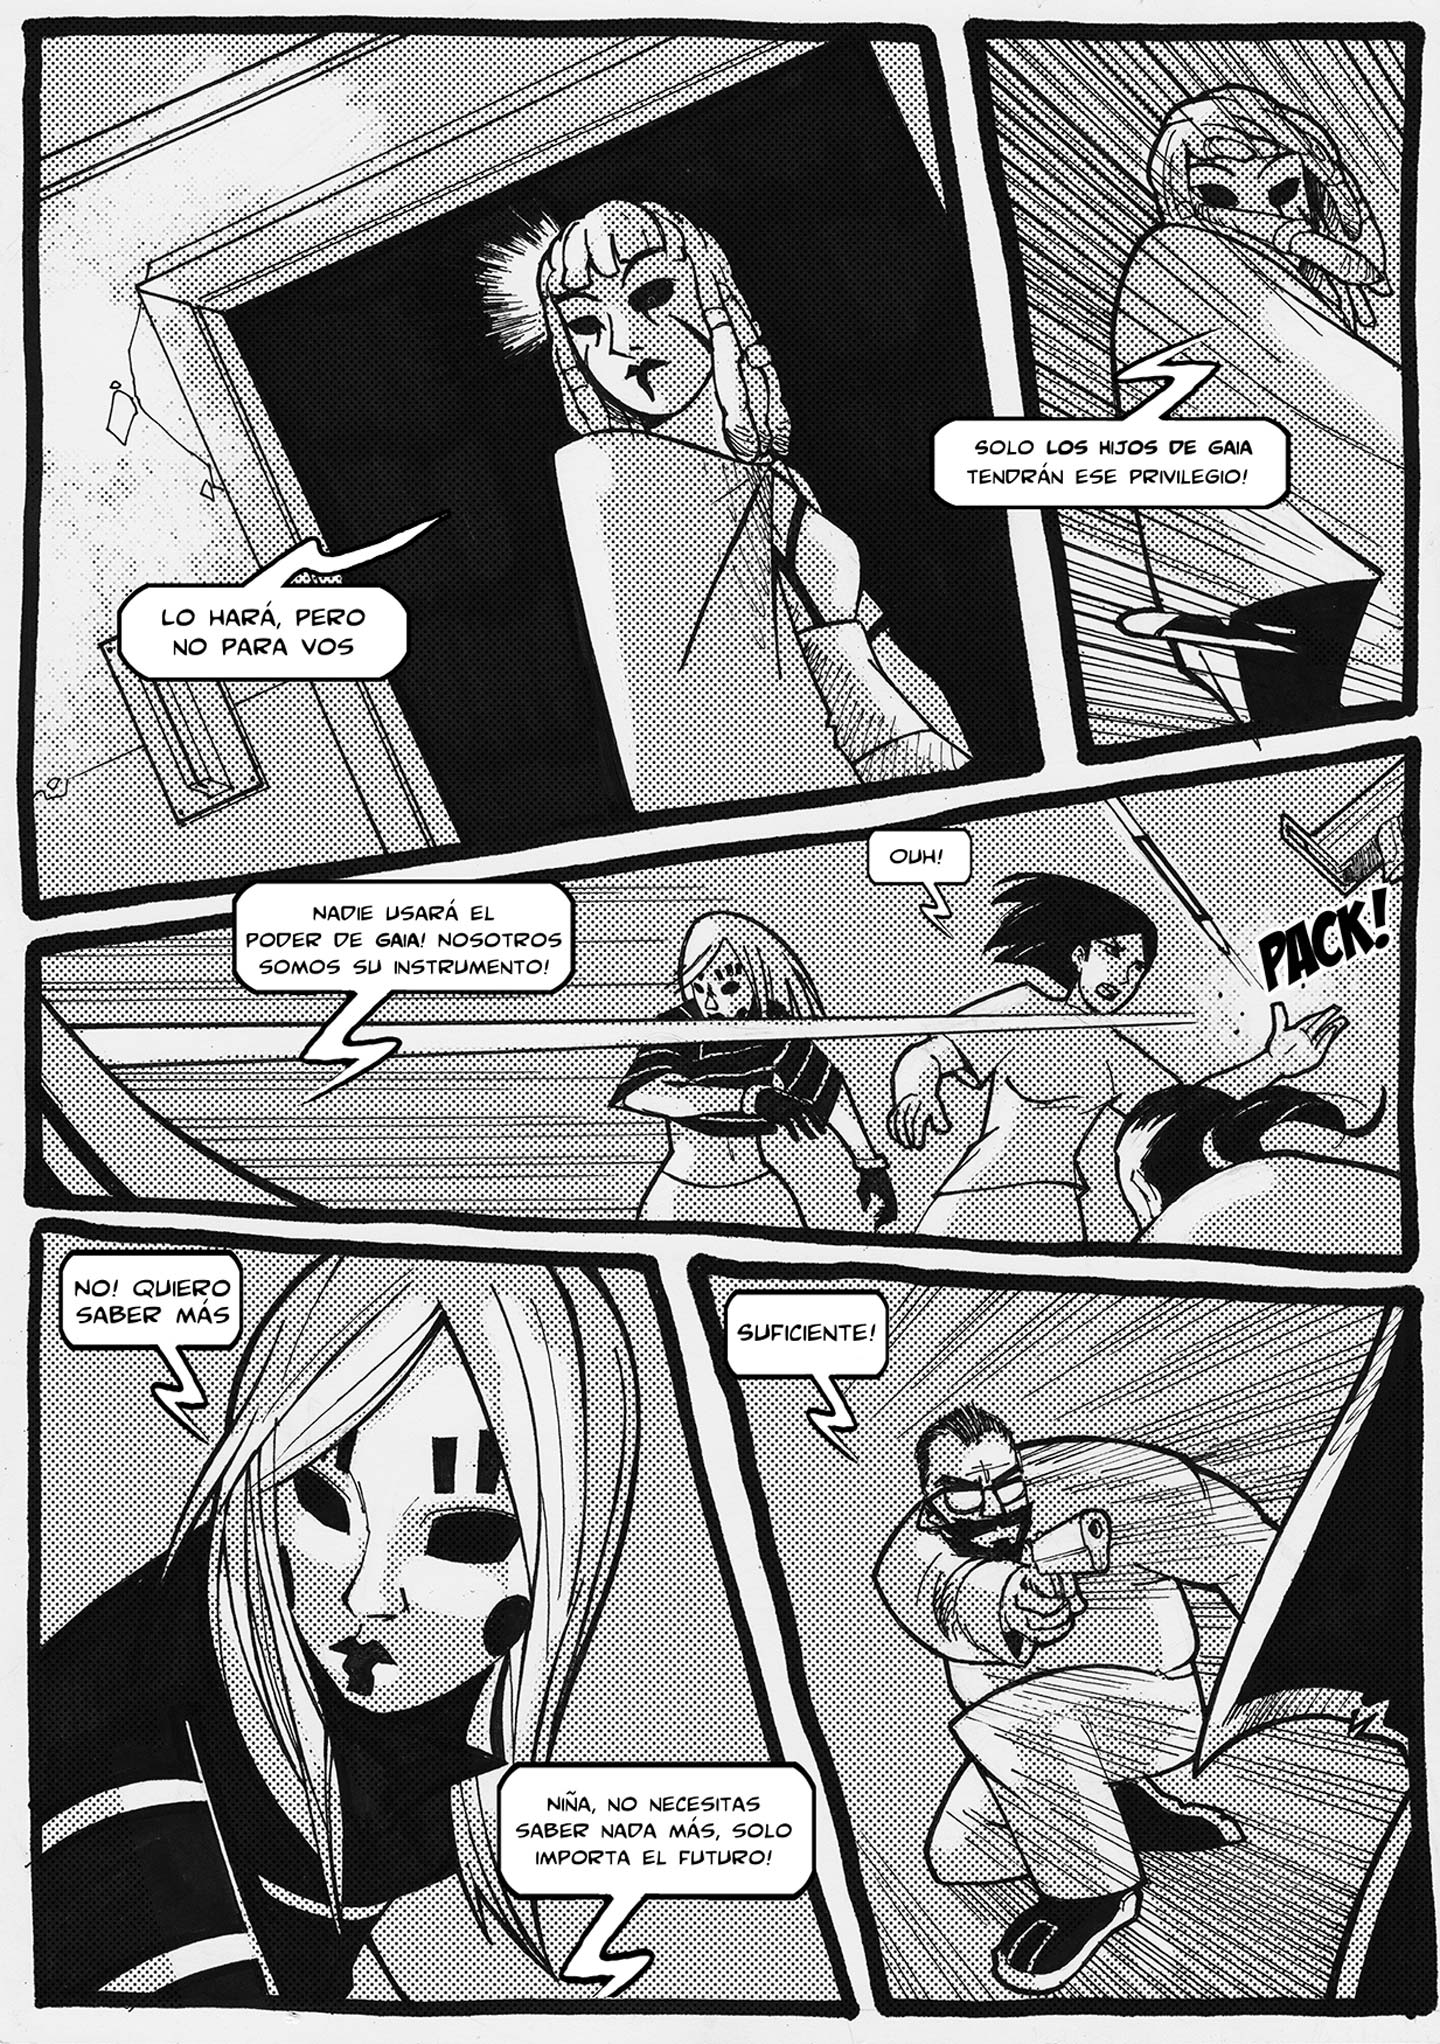 LO HARÁ, PERO
NO PARA VOS
SOLO LOS HIJOS DE GAIA
TENDRÁN ESE PRIVILEGIO!
NADIE USARÁ EL
PODER DE GAIA! NOSOTROS
SOMOS SU INSTRUMENTO!
OUH!
PACK!
NO! QUIERO
SABER MÁS
NIÑA, NO NECESITAS
SABER NADA MÁS, SOLO
IMPORTA EL FUTURO!
SUFICIENTE!